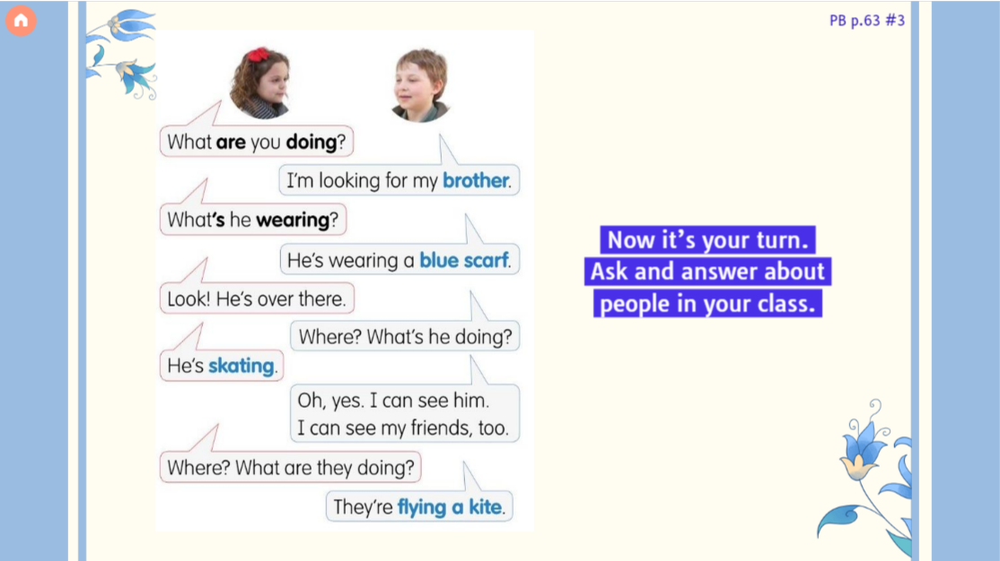 PB p.63 #3
What are you doing?
I'm looking for my brother.
What's he wearing?
He's wearing a blue scarf.
Look! He's over there.
Where? What's he doing?
He's skating.
Oh, yes. I can see him.
I can see my friends, too.
Where? What are they doing?
They're flying a kite.
Now it's your turn.
Ask and answer about
people in your class.